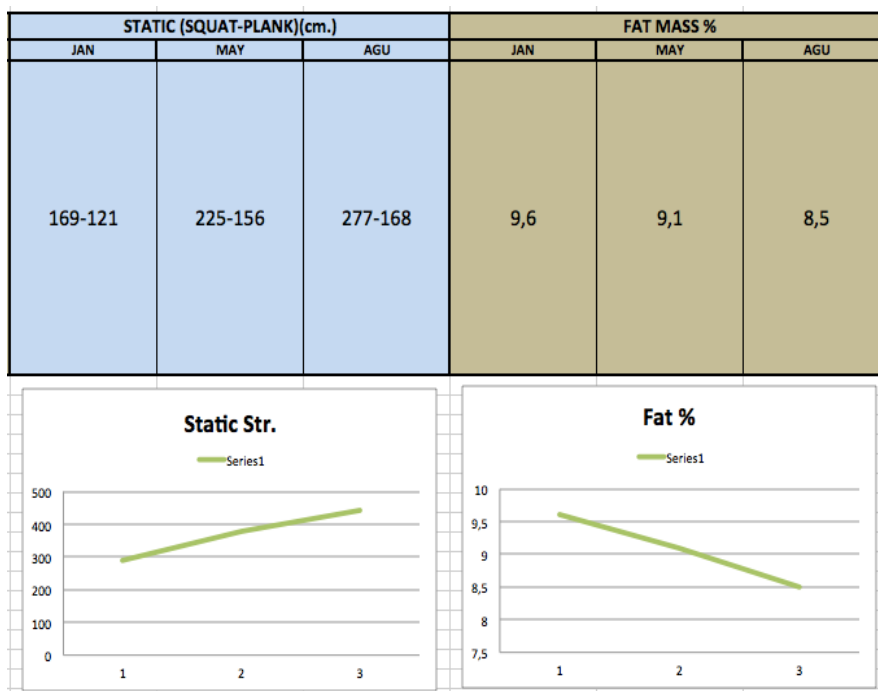 STATIC (SQUAT-PLANK)(cm.) FAT MASS %
JAN MAY AGU JAN MAY AGU
169-121 225-156 277-168 9,6 9,1 8,5
Static Str.
Series1
500
400
300
200
100
0
1 2 3
Fat %
Series1
10
9,5
9
8,5
8
7,5
1 2 3